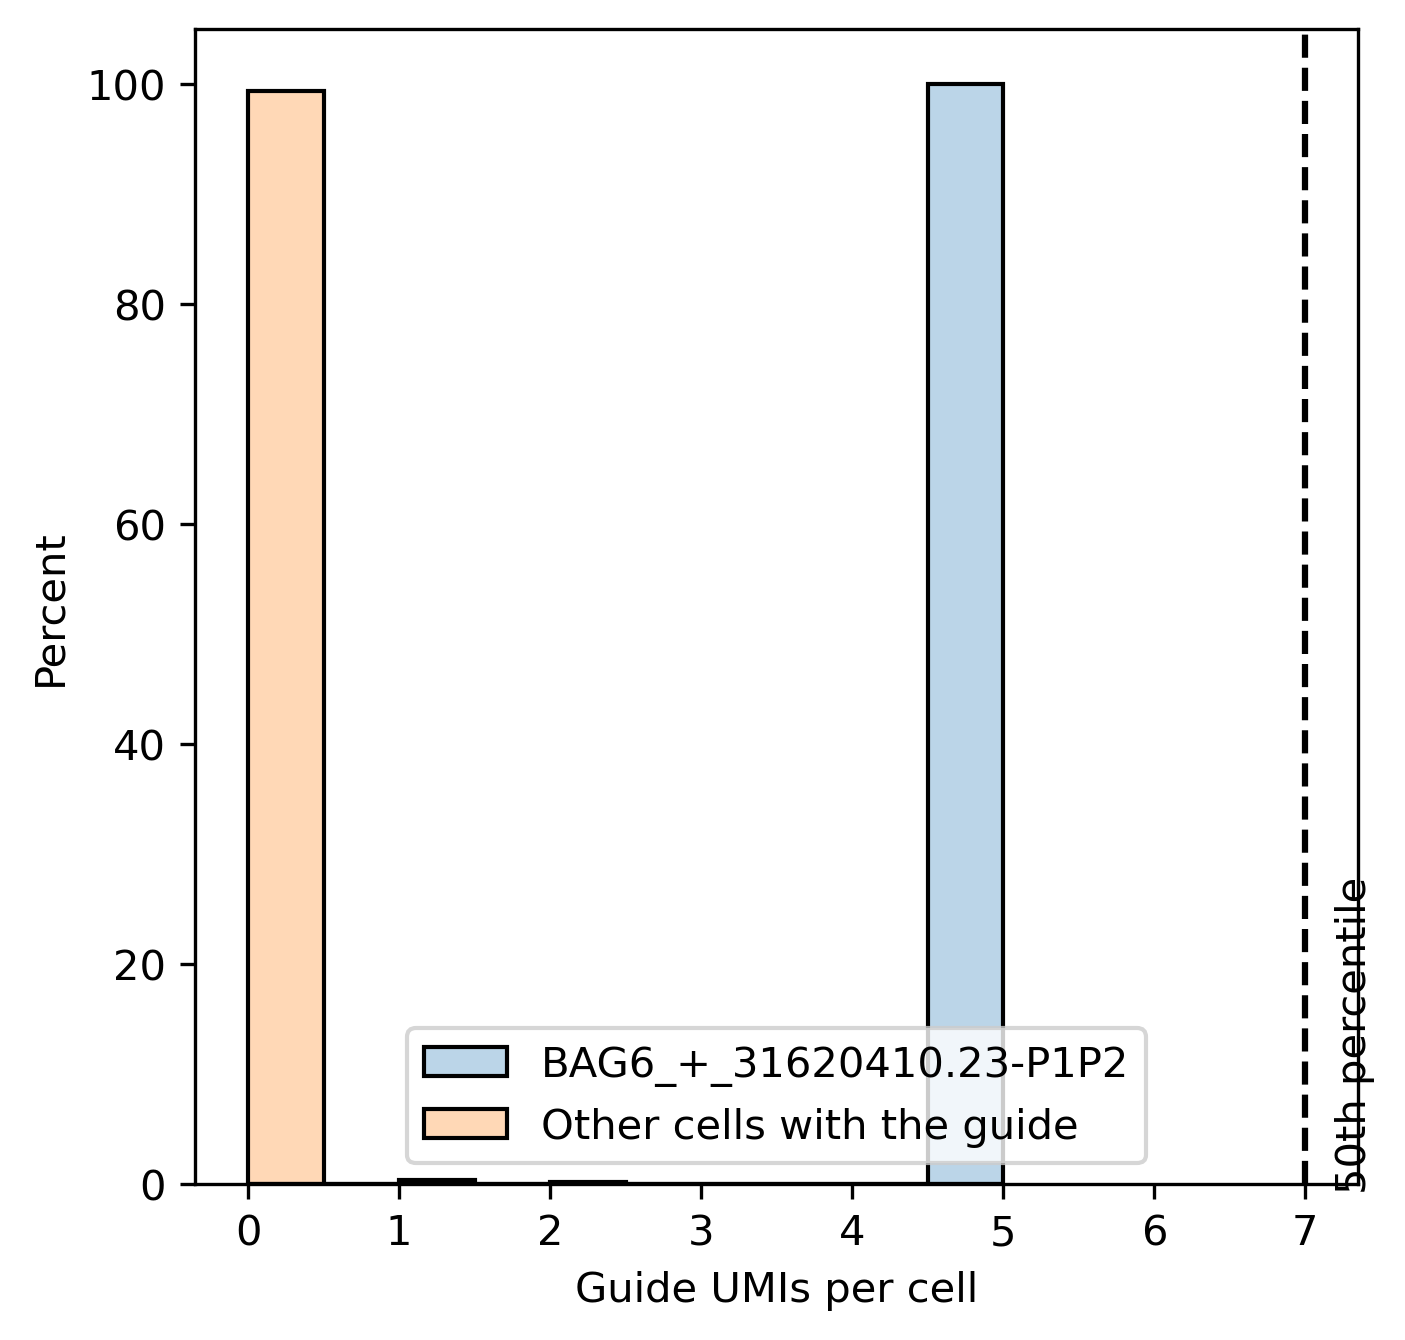 100
80
60
40
20
0
Percent
BAG6_+_31620410.23-P1P2
Other cells with the guide
50th percentile
0 1 2 3 4 5 6 7
Guide UMIs per cell